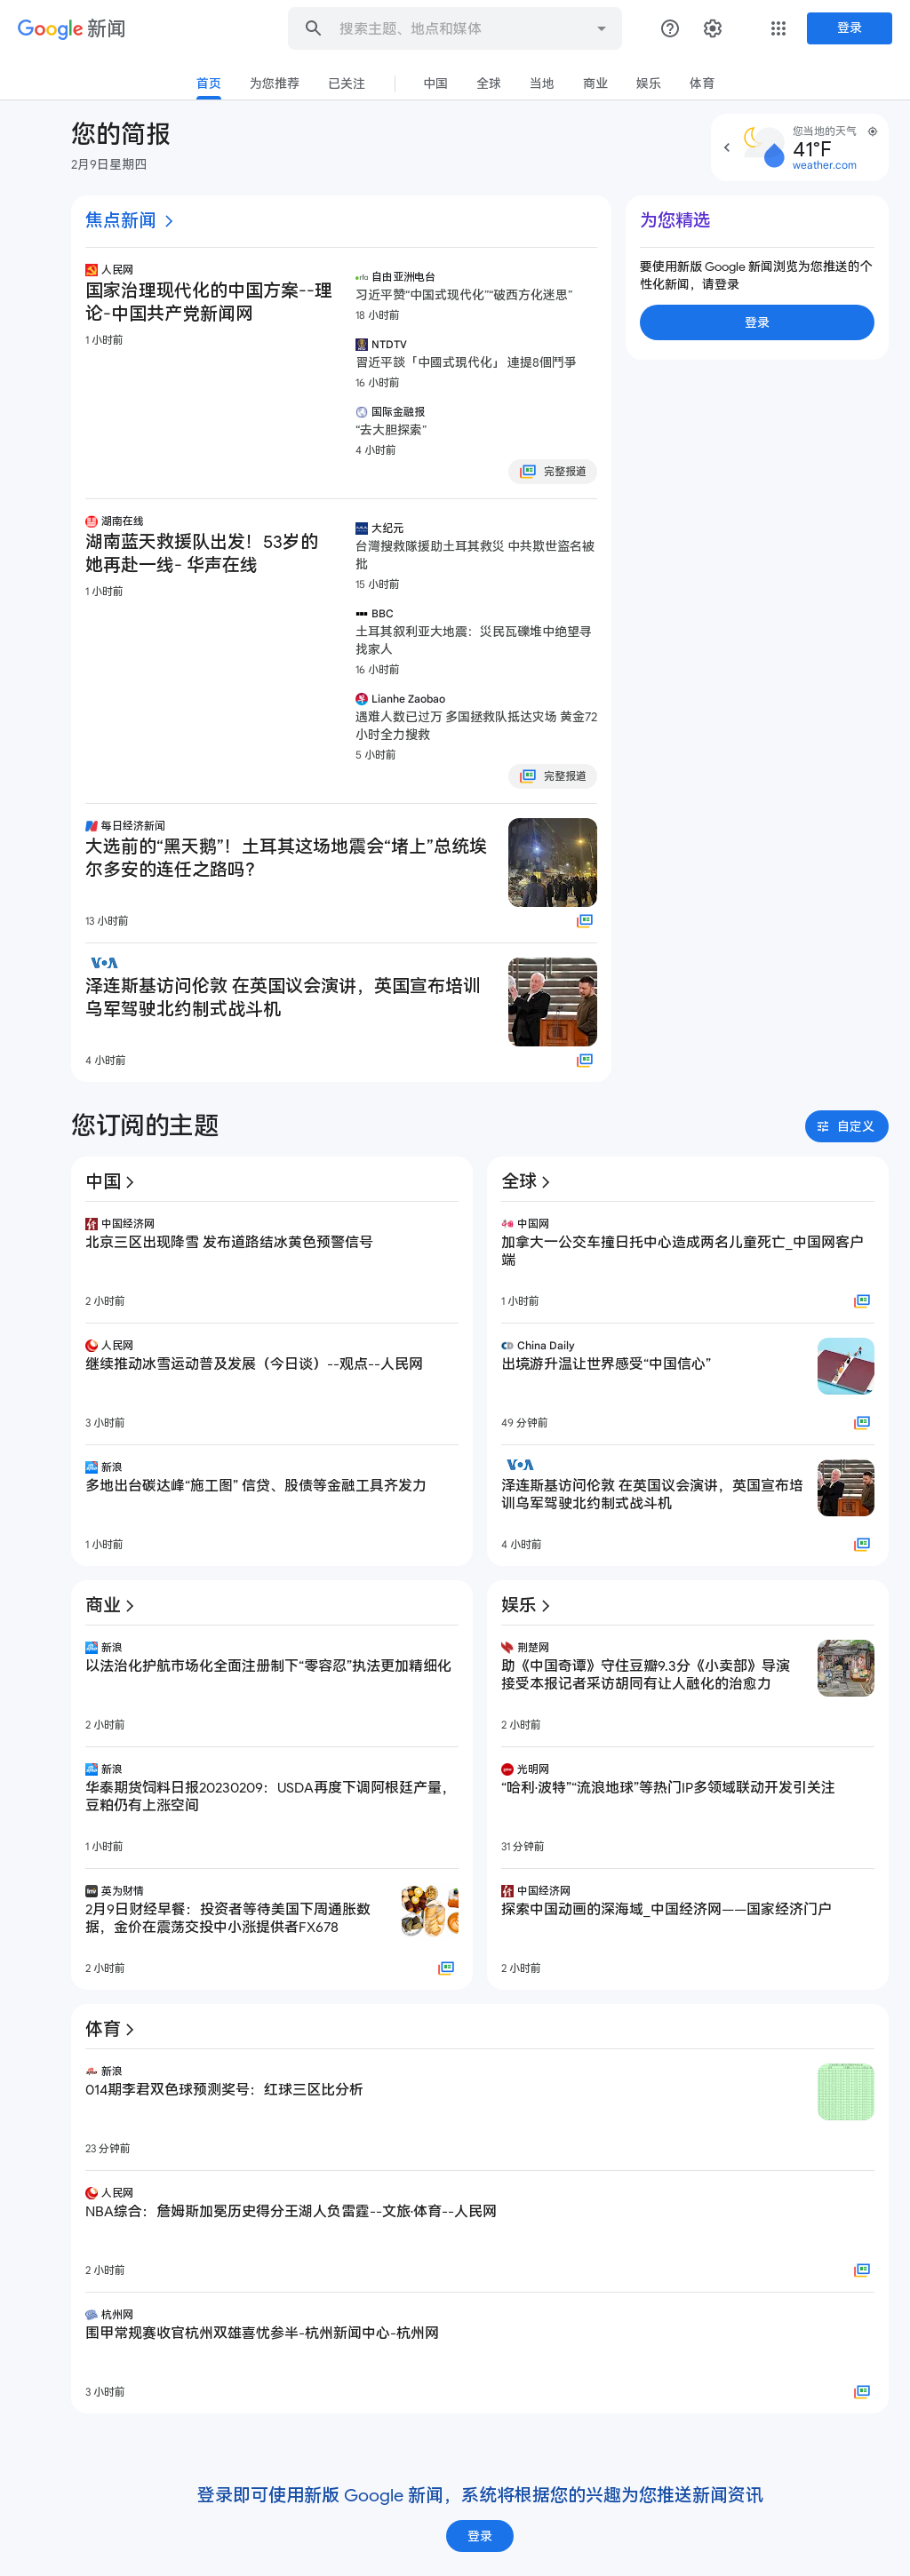 Google 新闻
搜索主题、地点和媒体
登录
首页
为您推荐
已关注
中国
全球
当地
商业
娱乐
体育
您的简报
2月9日星期四
您当地的天气
41°F
weather.com
焦点新闻
人民网
国家治理现代化的中国方案--理
论-中国共产党新闻网
1 小时前
rfa 自由亚洲电台
习近平赞“中国式现代化”“破西方化迷思”
18 小时前
NTDTV
習近平談「中國式現代化」 連提8個鬥爭
16 小时前
国际金融报
“去大胆探索”
4 小时前
完整报道
湖南在线
湖南蓝天救援队出发！53岁的
她再赴一线- 华声在线
1 小时前
大纪元
台灣搜救隊援助土耳其救災 中共欺世盜名被
批
15 小时前
BBC
土耳其叙利亚大地震：災民瓦礫堆中绝望寻
找家人
16 小时前
Lianhe Zaobao
遇难人数已过万 多国拯救队抵达灾场 黄金72
小时全力搜救
5 小时前
完整报道
每日经济新闻
大选前的“黑天鹅”！土耳其这场地震会“堵上”总统埃
尔多安的连任之路吗？
13 小时前
VOA
泽连斯基访问伦敦 在英国议会演讲，英国宣布培训
乌军驾驶北约制式战斗机
4 小时前
为您精选
要使用新版 Google 新闻浏览为您推送的个
性化新闻，请登录
登录
您订阅的主题
自定义
中国
中国经济网
北京三区出现降雪 发布道路结冰黄色预警信号
2 小时前
人民网
继续推动冰雪运动普及发展（今日谈）--观点--人民网
3 小时前
新浪
多地出台碳达峰“施工图” 信贷、股债等金融工具齐发力
1 小时前
全球
中国网
加拿大一公交车撞日托中心造成两名儿童死亡_中国网客户
端
1 小时前
China Daily
出境游升温让世界感受“中国信心”
49 分钟前
VOA
泽连斯基访问伦敦 在英国议会演讲，英国宣布培
训乌军驾驶北约制式战斗机
4 小时前
商业
新浪
以法治化护航市场化全面注册制下“零容忍”执法更加精细化
2 小时前
新浪
华泰期货饲料日报20230209：USDA再度下调阿根廷产量，
豆粕仍有上涨空间
1 小时前
Inv 英为财情
2月9日财经早餐：投资者等待美国下周通胀数
据，金价在震荡交投中小涨提供者FX678
2 小时前
娱乐
荆楚网
助《中国奇谭》守住豆瓣9.3分《小卖部》导演
接受本报记者采访胡同有让人融化的治愈力
2 小时前
光明网
“哈利·波特”“流浪地球”等热门IP多领域联动开发引关注
31 分钟前
中国经济网
探索中国动画的深海域_中国经济网——国家经济门户
2 小时前
体育
新浪
014期李君双色球预测奖号：红球三区比分析
23 分钟前
人民网
NBA综合：詹姆斯加冕历史得分王湖人负雷霆--文旅·体育--人民网
2 小时前
杭州网
围甲常规赛收官杭州双雄喜忧参半-杭州新闻中心-杭州网
3 小时前
登录即可使用新版 Google 新闻，系统将根据您的兴趣为您推送新闻资讯
登录